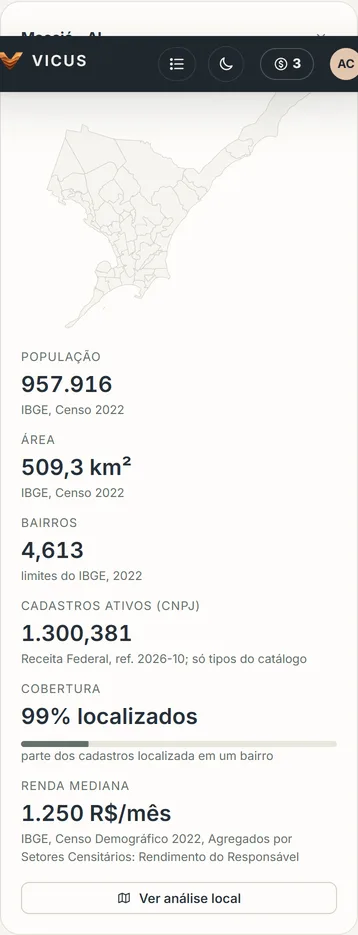 VICUS
3
AC
POPULAÇÃO
957.916
IBGE, Censo 2022
ÁREA
509,3 km²
IBGE, Censo 2022
BAIRROS
4,613
limites do IBGE, 2022
CADASTROS ATIVOS (CNPJ)
1.300,381
Receita Federal, ref. 2026-10; só tipos do catálogo
COBERTURA
99% localizados
parte dos cadastros localizada em um bairro
RENDA MEDIANA
1.250 R$/mês
IBGE, Censo Demográfico 2022, Agregados por
Setores Censitários: Rendimento do Responsável
Ver análise local